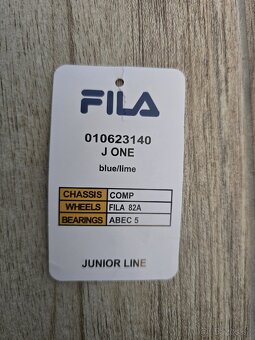 FILA
010623140
J ONE
blue/lime
CHASSIS COMP
WHEELS FILA 82A
BEARINGS ABEC 5
JUNIOR LINE